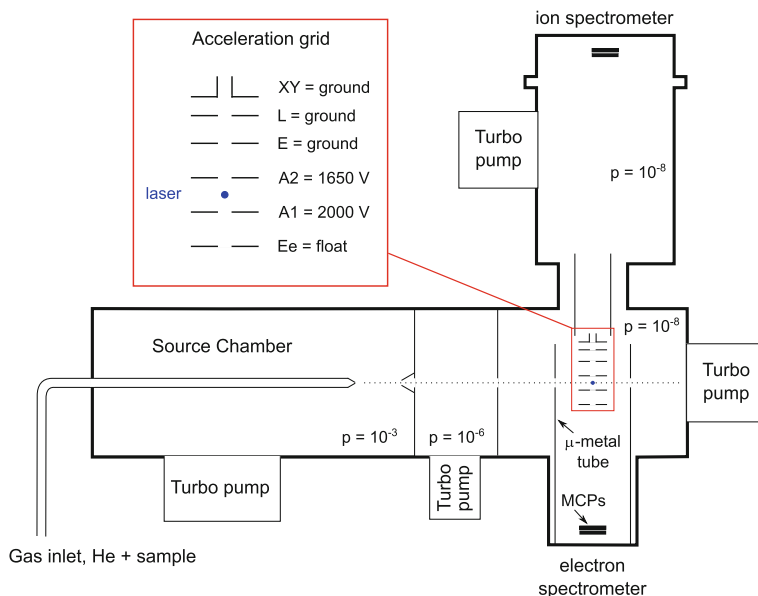 ion spectrometer
Acceleration grid
XY = ground
L = ground
E = ground
A2 = 1650 V
laser
A1 = 2000 V
Ee = float
Turbo
pump
p = 10-8
Source Chamber
p = 10-8
Turbo
pump
p = 10-3
p = 10-6
μ-metal
tube
Turbo pump
Turbo
pump
MCPs
Gas inlet, He + sample
electron
spectrometer